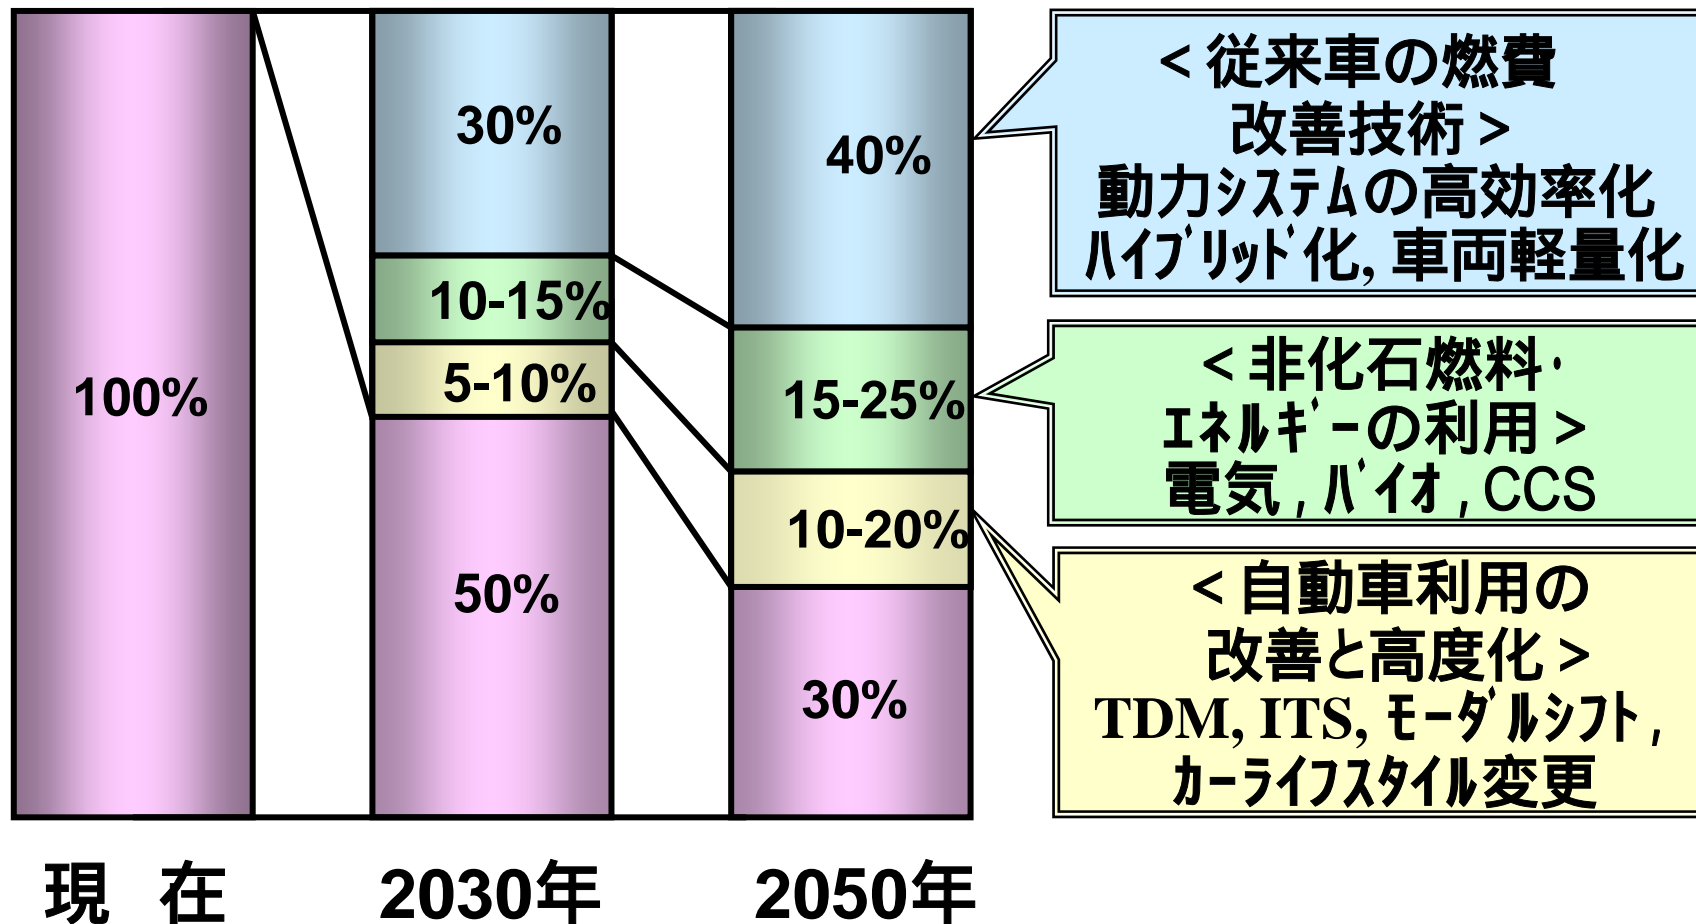 100%
30%
10-15%
5-10%
50%
40%
15-25%
10-20%
30%
現 在
2030年
2050年
<従来車の燃費
改善技術>
動力システムの高効率化
ハイブリッド化, 車両軽量化
<非化石燃料・
エネルギーの利用>
電気, バイオ, CCS
<自動車利用の
改善と高度化>
TDM, ITS, モーダルシフト,
カーライフスタイル変更